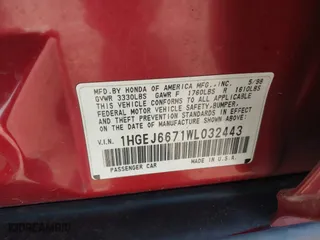 MFD.BY HONDA OF AMERICA MFG.,INC. 5/98
GVWR 3330LBS GAWR F 1760LBS R 1610LBS
THIS VEHICLE CONFORMS TO ALL APPLICABLE
FEDERAL MOTOR VEHICLE SAFETY,BUMPER,
AND THEFT PREVENTION STANDARDS IN
EFFECT ON THE DATE OF MANUFACTURE
SHOWN ABOVE.
V.I.N. 1HGEJ6671WL032443
PASSENGER CAR